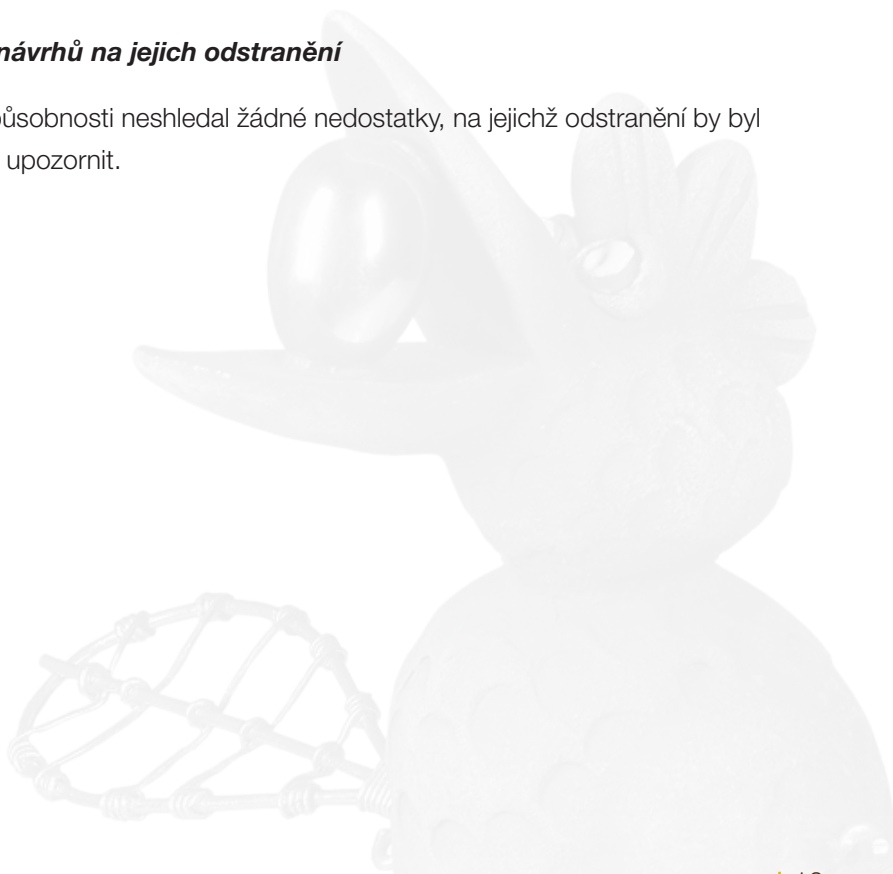 návrhů na jejich odstranění
působnosti neshledal žádné nedostatky, na jejichž odstranění by byl
upozornit.